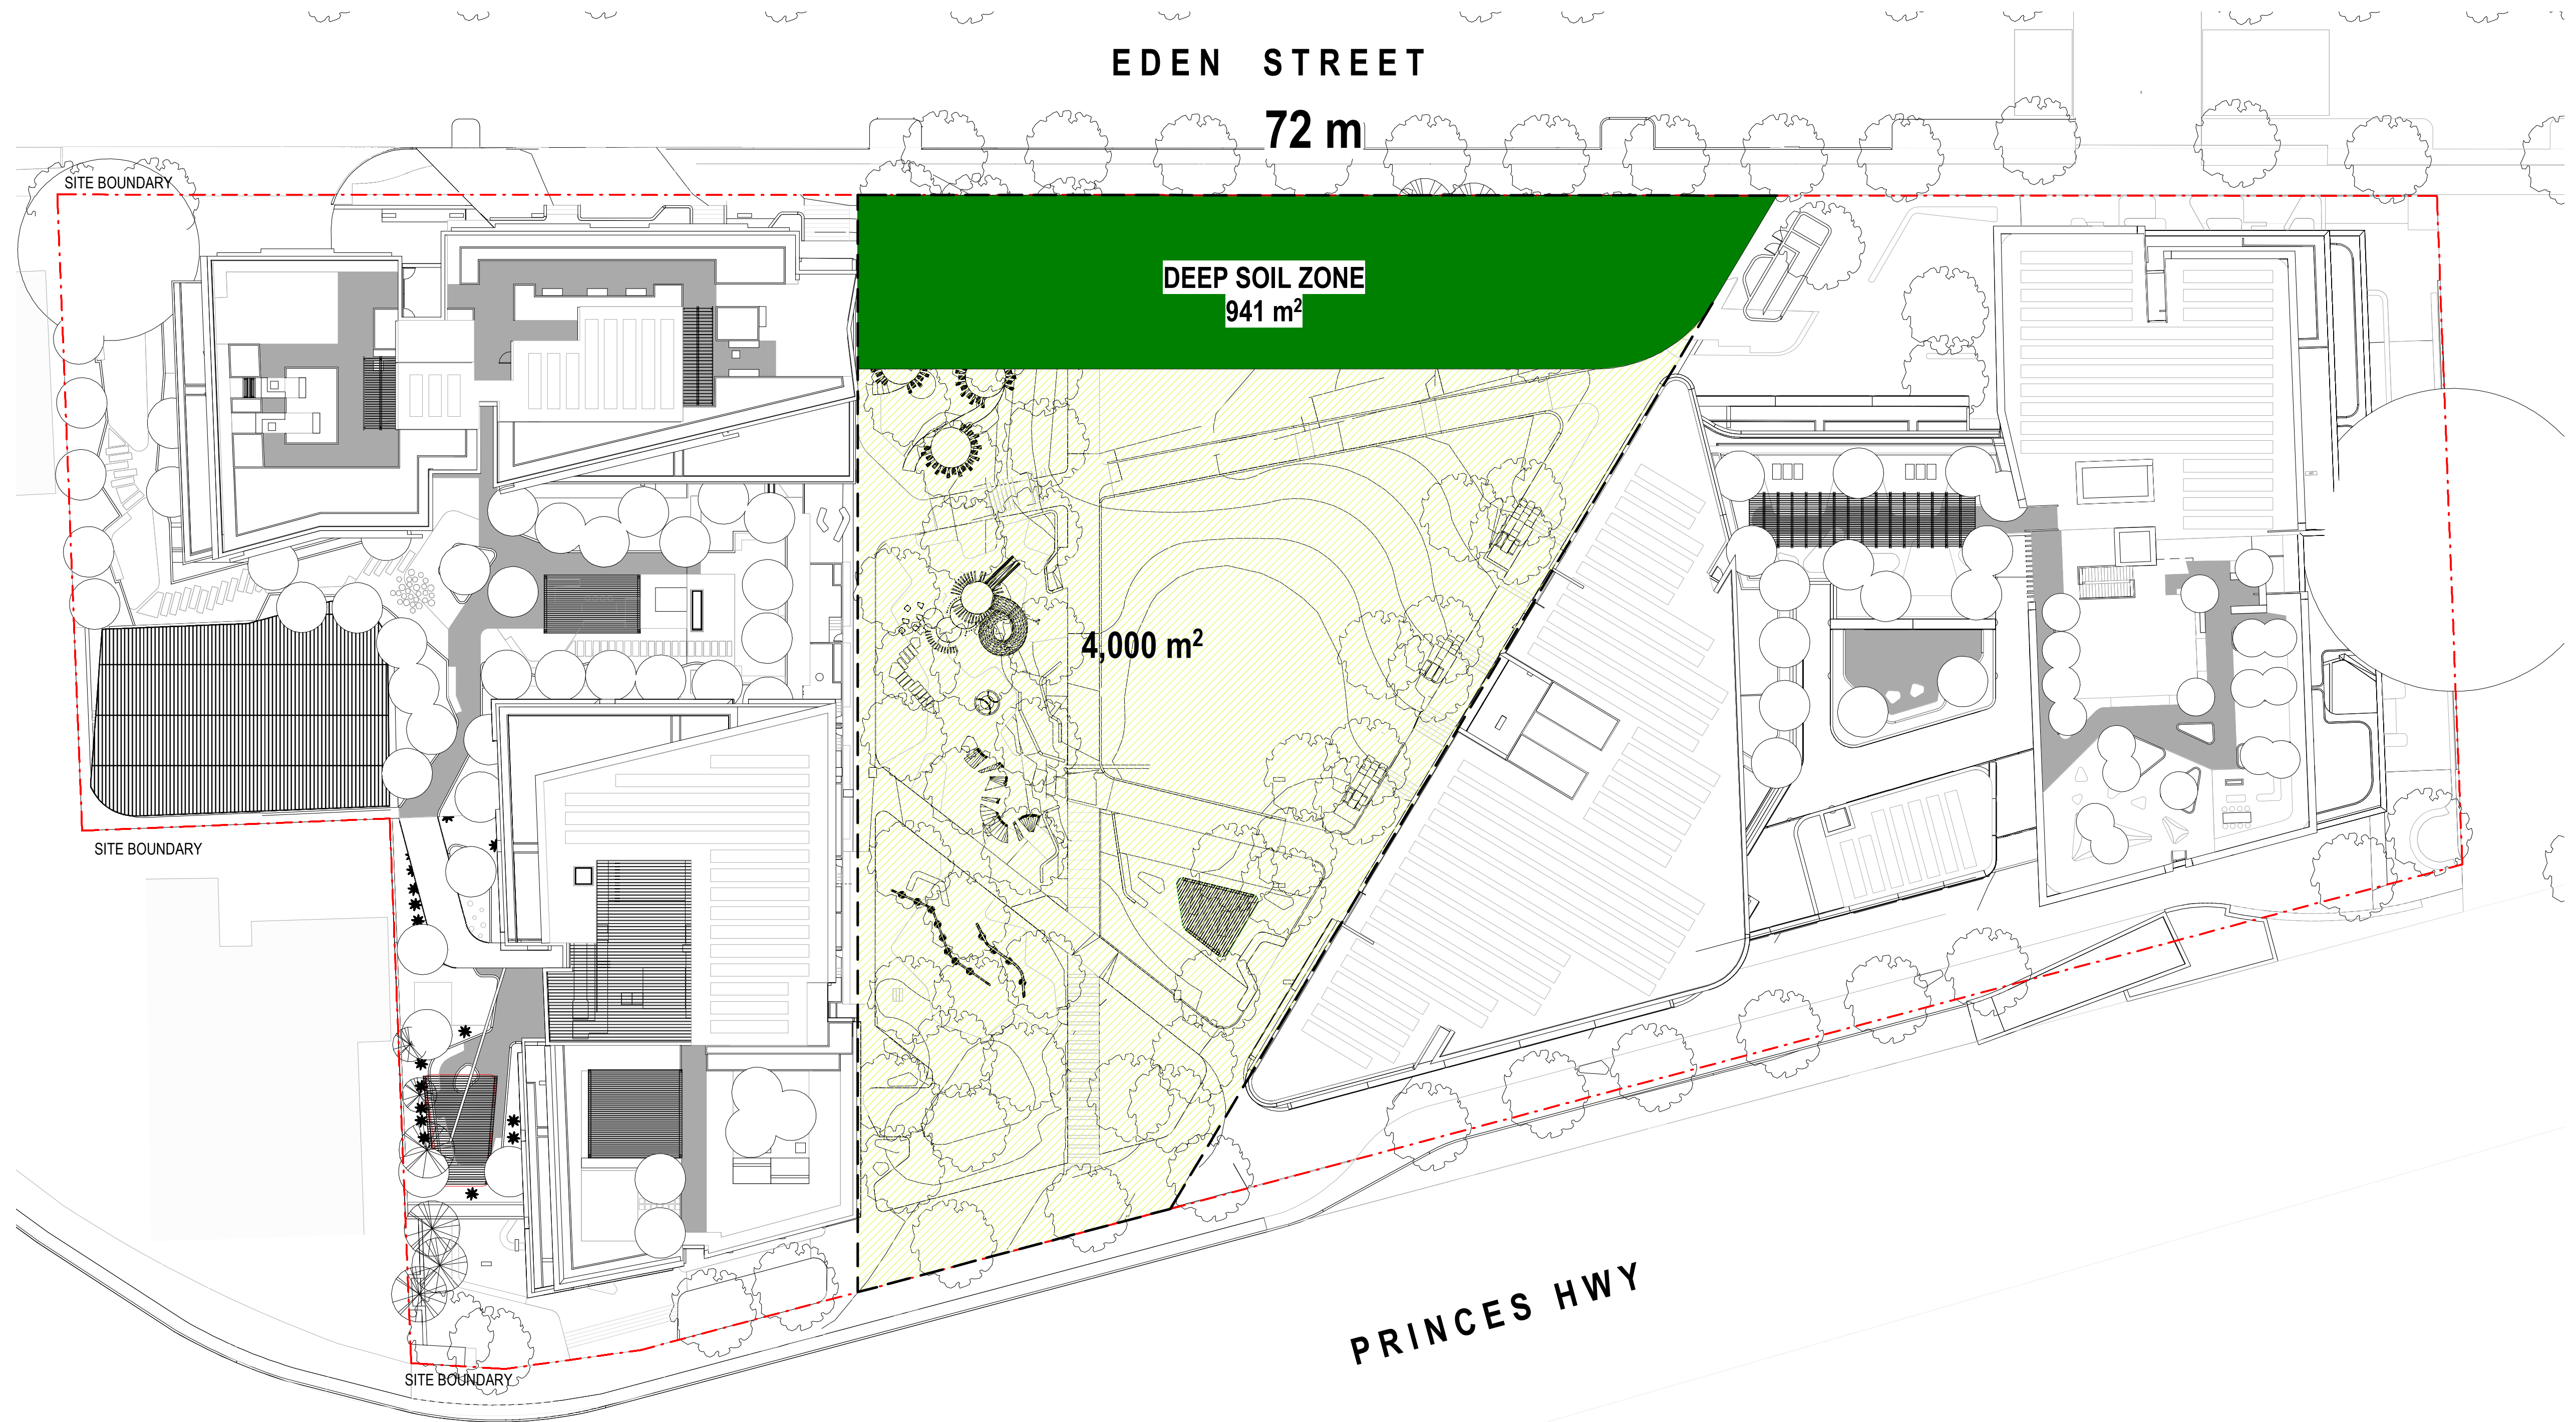 EDEN STREET
72 m
SITE BOUNDARY
DEEP SOIL ZONE
941 m²
4,000 m²
SITE BOUNDARY
PRINCES HWY
SITE BOUNDARY